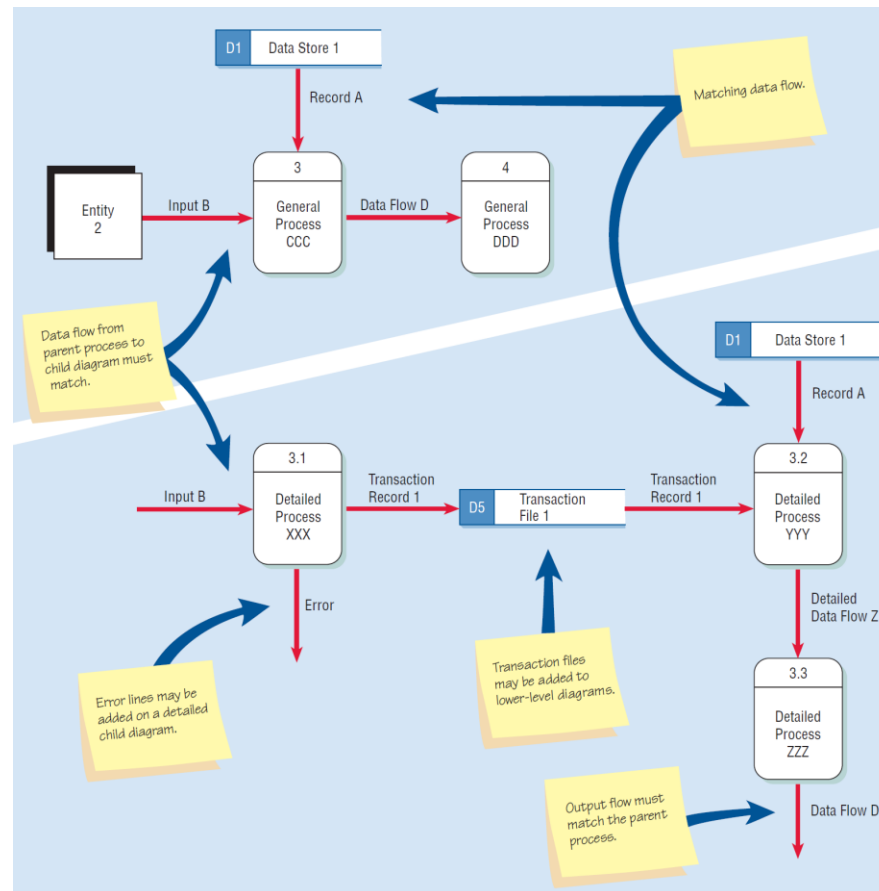 D1
Data Store 1
Record A
Matching data flow.
3
General
Process
CCC
4
General
Process
DDD
Entity
2
Input B
Data Flow D
Data flow from
parent process to
child diagram must
match.
D1
Data Store 1
Record A
3.1
Detailed
Process
XXX
Input B
Transaction
Record 1
D5
Transaction
File 1
Transaction
Record 1
3.2
Detailed
Process
YYY
Error
Detailed
Data Flow Z
Error lines may be
added on a detailed
child diagram.
Transaction files
may be added to
lower-level diagrams.
3.3
Detailed
Process
ZZZ
Output flow must
match the parent
process.
Data Flow D